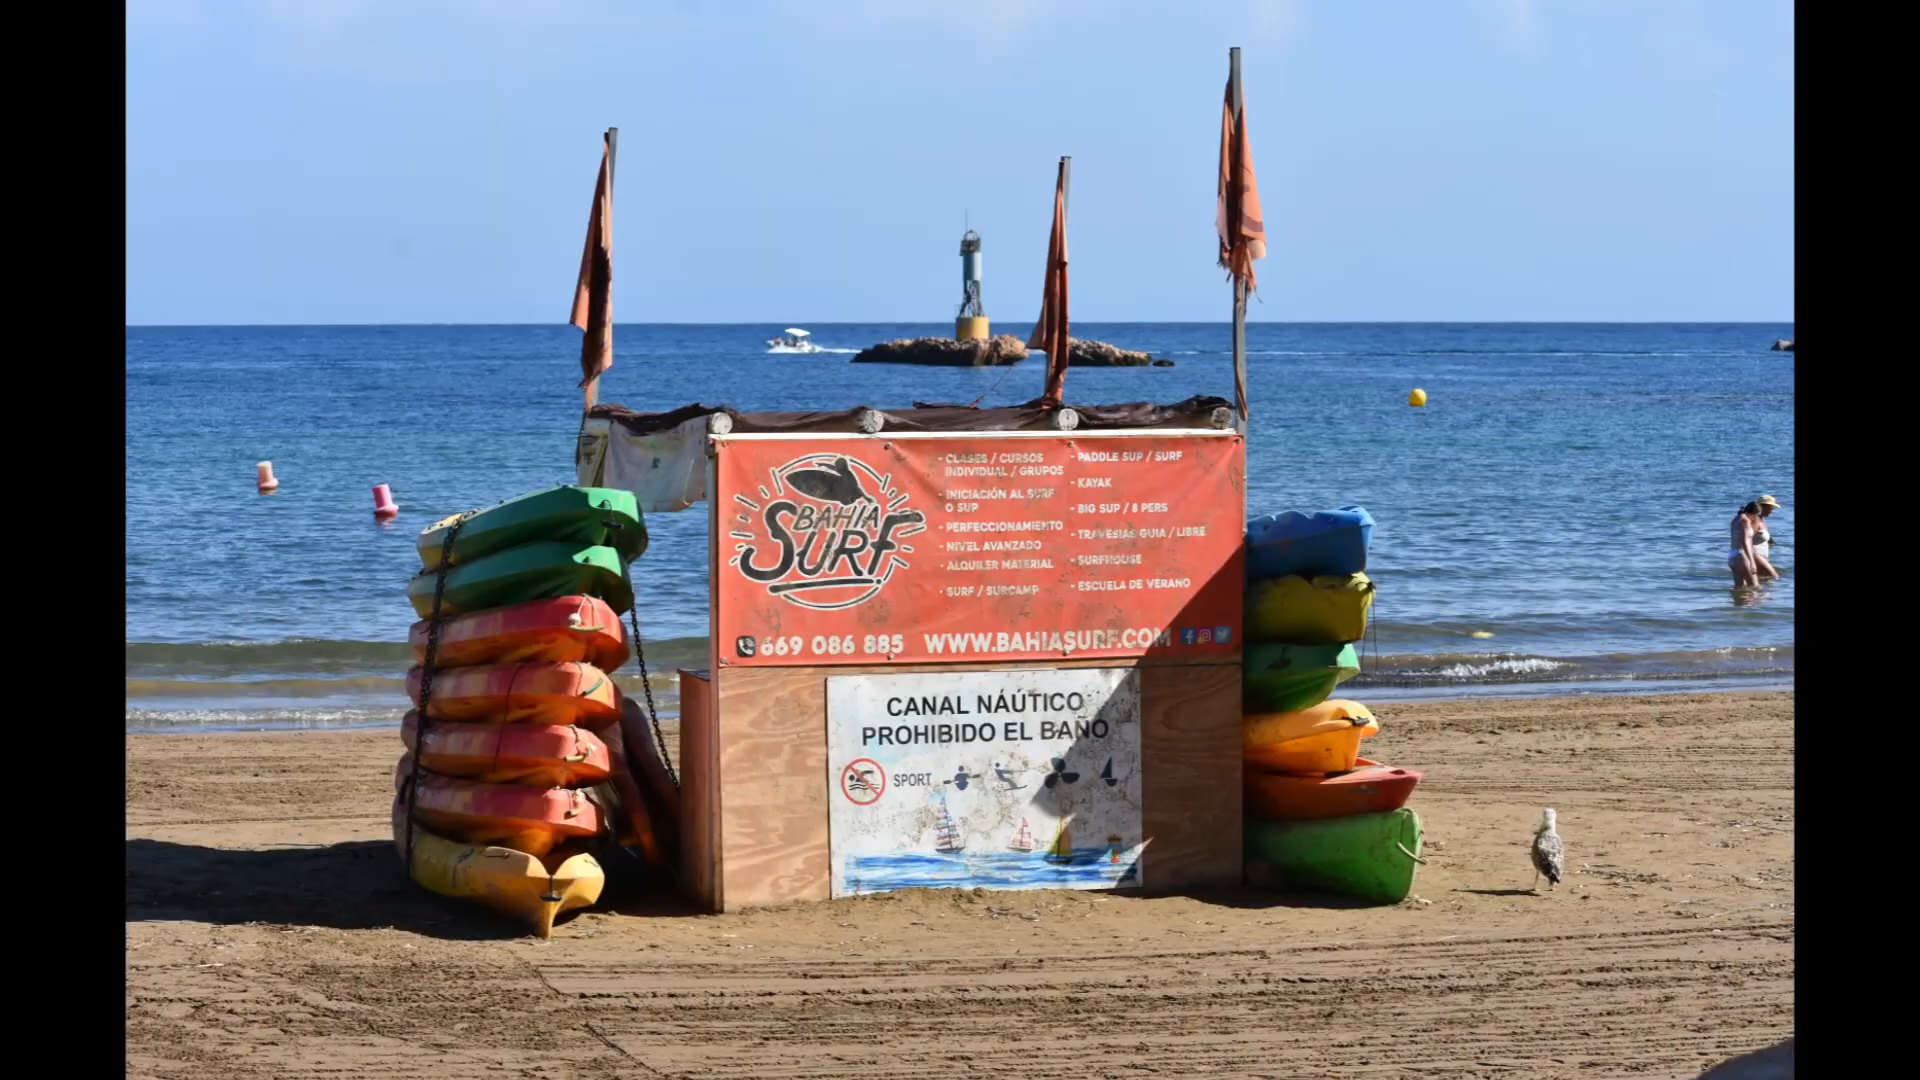 BAHÍA
SURF
- CLASES / CURSOS
INDIVIDUAL / GRUPOS
- INICIACIÓN AL SURF
O SUP
- PERFECCIONAMIENTO
- NIVEL AVANZADO
- ALQUILER MATERIAL
- SURF / SURCAMP
- PADDLE SUP / SURF
- KAYAK
- BIG SUP / 8 PERS
- TRAVESIAS GUIA / LIBRE
- SURFHOUSE
- ESCUELA DE VERANO
669 086 885 WWW.BAHIASURF.COM
CANAL NÁUTICO
PROHIBIDO EL BAÑO
SPORT